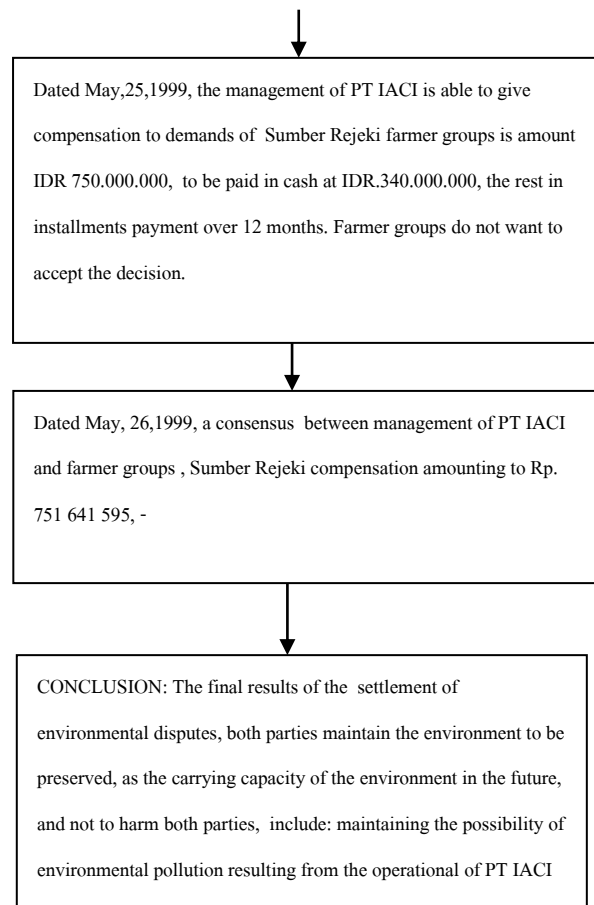 Dated May,25,1999, the management of PT IACI is able to give
compensation to demands of Sumber Rejeki farmer groups is amount
IDR 750.000.000, to be paid in cash at IDR.340.000.000, the rest in
installments payment over 12 months. Farmer groups do not want to
accept the decision.
Dated May, 26,1999, a consensus between management of PT IACI
and farmer groups , Sumber Rejeki compensation amounting to Rp.
751 641 595, -
CONCLUSION: The final results of the settlement of
environmental disputes, both parties maintain the environment to be
preserved, as the carrying capacity of the environment in the future,
and not to harm both parties, include: maintaining the possibility of
environmental pollution resulting from the operational of PT IACI